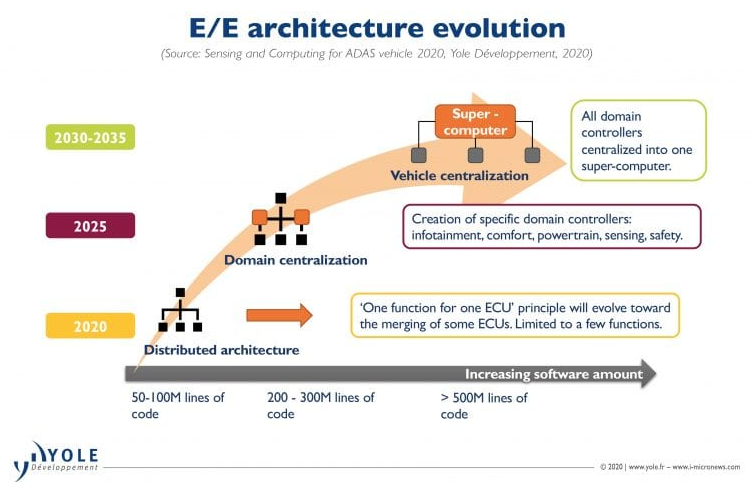 E/E architecture evolution
(Source: Sensing and Computing for ADAS vehicle 2020, Yole Développement, 2020)
2030-2035
Super -
computer
Vehicle centralization
All domain
controllers
centralized into one
super-computer.
2025
Domain centralization
Creation of specific domain controllers:
infotainment, comfort, powertrain, sensing, safety.
2020
Distributed architecture
‘One function for one ECU’ principle will evolve toward
the merging of some ECUs. Limited to a few functions.
Increasing software amount
50-100M lines of
code
200 - 300M lines of
code
> 500M lines of
code
YOLE
Développement
© 2020 | www.yole.fr – www.i-micronews.com